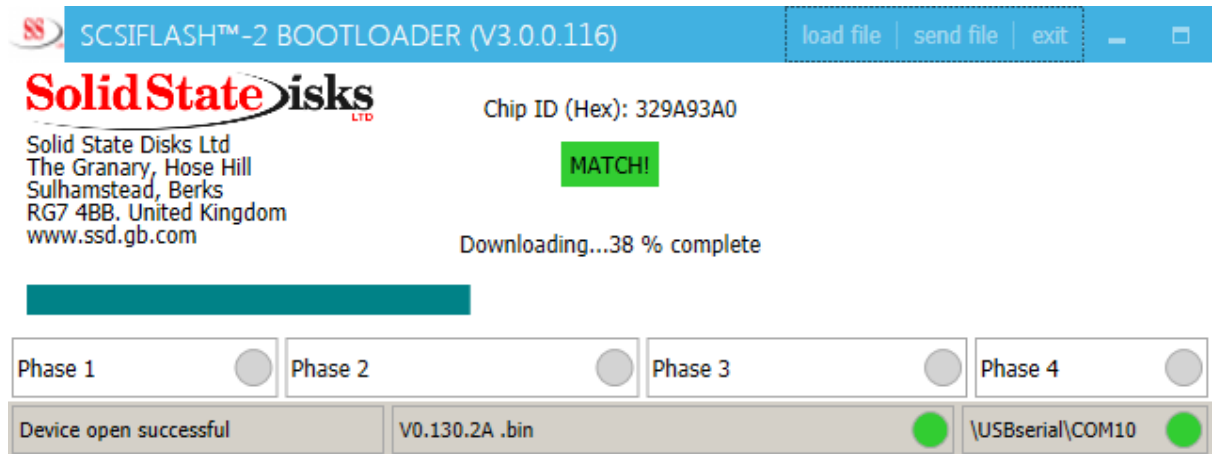 SS
SCSIFLASH™-2 BOOTLOADER (V3.0.0.116)
load file | send file | exit
Solid State Disks
LTD
Solid State Disks Ltd
The Granary, Hose Hill
Sulhamstead, Berks
RG7 4BB. United Kingdom
www.ssd.gb.com
Chip ID (Hex): 329A93A0
MATCH!
Downloading...38 % complete
Phase 1
Phase 2
Phase 3
Phase 4
Device open successful
V0.130.2A .bin
\USBserial\COM10